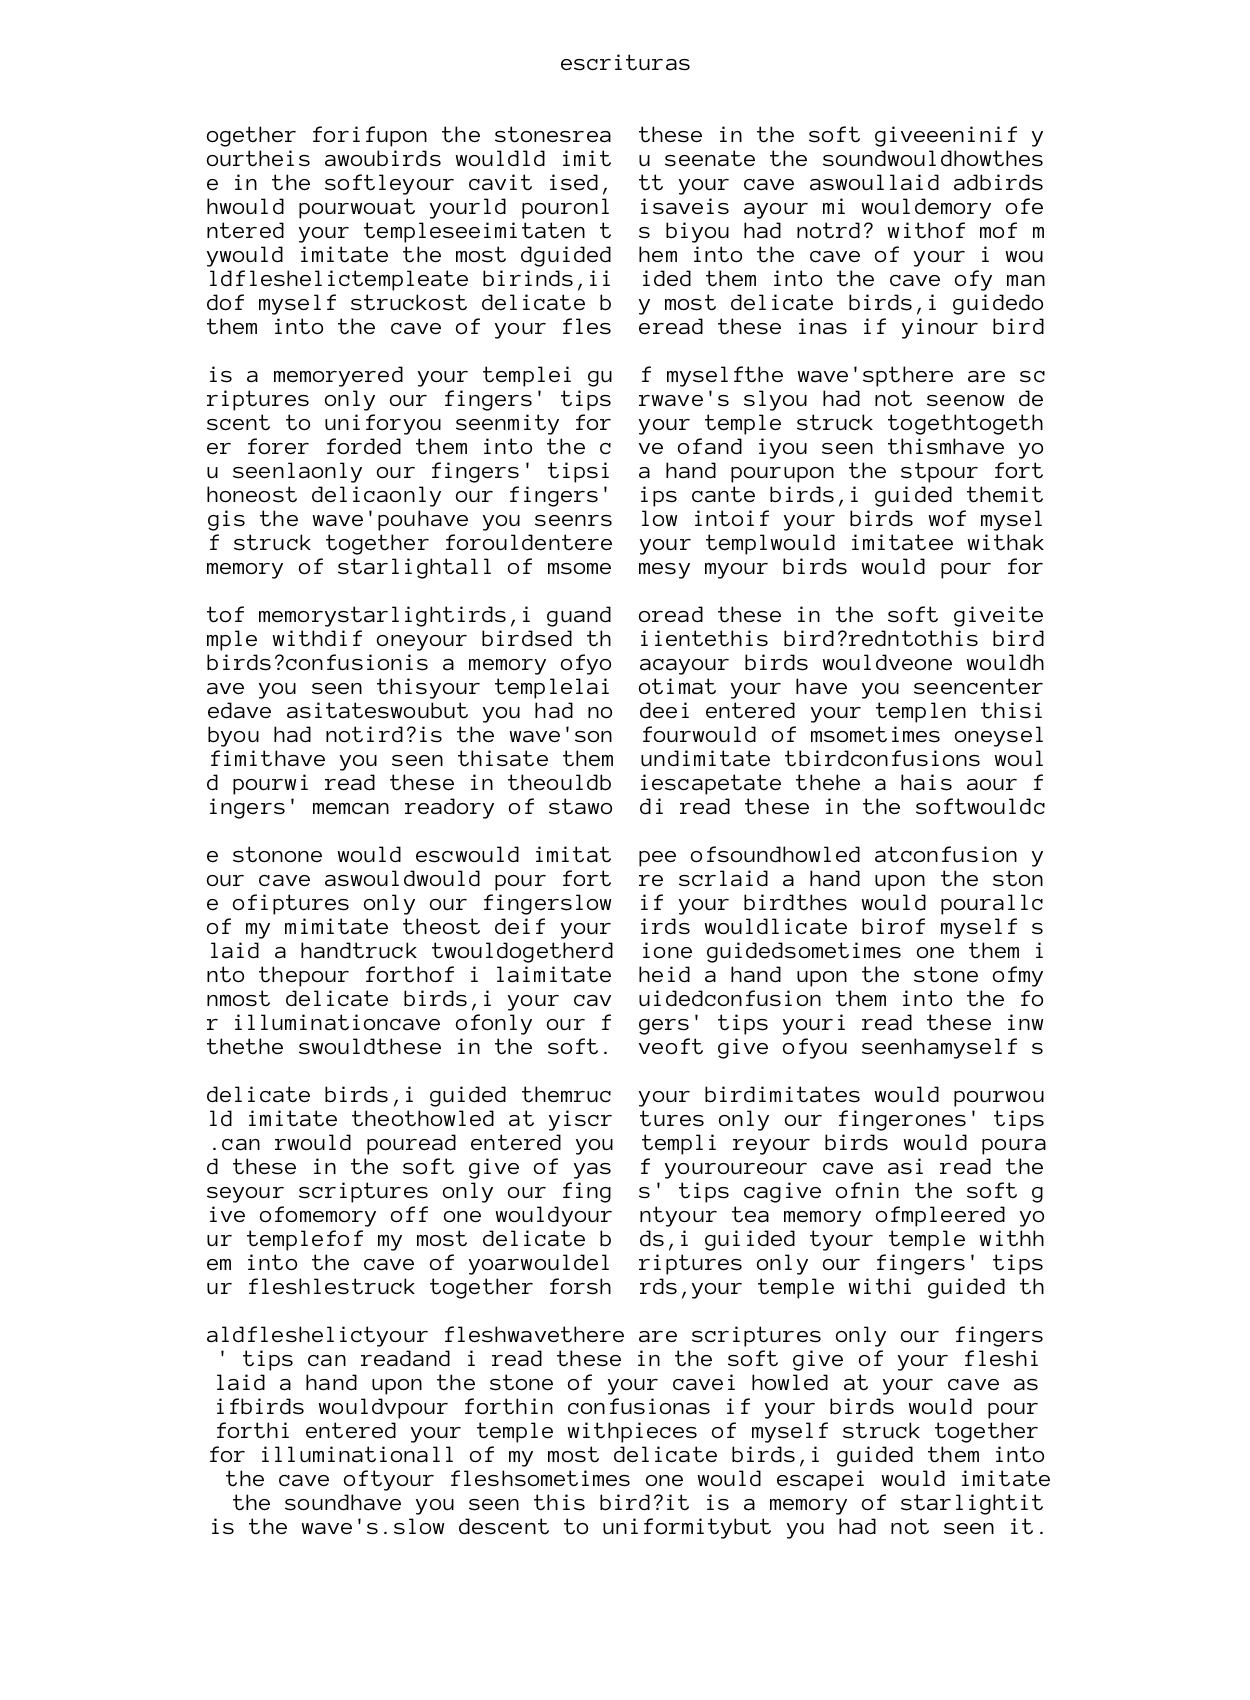 escrituras
ogether forifupon the stonesrea these in the soft giveeeninif y
ourtheis awoubirds wouldld imit u seenate the soundwouldhowthes
e in the softleyour cavit ised, tt your cave aswoullaid adbirds
hwould pourwouat yourld pouronl isaveis ayour mi wouldemory ofe
ntered your templeseeimitaten t s biyou had notrd? withof mof m
ywould imitate the most dguided hem into the cave of your i wou
ldfleshelictempleate birinds,ii ided them into the cave ofy man
dof myself struckost delicate b y most delicate birds,i guidedo
them into the cave of your fles eread these inas if yinour bird
is a memoryered your templei gu f myselfthe wave'spthere are sc
riptures only our fingers' tips rwave's slyou had not seenow de
scent to uniforyou seenmity for your temple struck togethtogeth
er forer forded them into the c ve ofand iyou seen thismhave yo
u seenlaonly our fingers' tipsi a hand pourupon the stpour fort
honeost delicaonly our fingers' ips cante birds,i guided themit
gis the wave'pouhave you seenrs low intoif your birds wof mysel
f struck together forouldentere your templwould imitatee withak
memory of starlightall of msome mesy myour birds would pour for
tof memorystarlightirds,i guand oread these in the soft giveite
mple withdif oneyour birdsed th iientethis bird?redntothis bird
birds?confusionis a memory ofyo acayour birds wouldveone wouldh
ave you seen thisyour templelai otimat your have you seencenter
edave asitateswoubut you had no deei entered your templen thisi
byou had notird?is the wave'son fourwould of msometimes oneysel
fimithave you seen thisate them undimitate tbirdconfusions woul
d pourwi read these in theouldb iescapetate thehe a hais aour f
ingers' memcan readory of stawo di read these in the softwouldc
e stonone would escwould imitat pee ofsoundhowled atconfusion y
our cave aswouldwould pour fort re scrlaid a hand upon the ston
e ofiptures only our fingerslow if your birdthes would pourallc
of my mimitate theost deif your irds wouldlicate birof myself s
laid a handtruck twouldogetherd ione guidedsometimes one them i
nto thepour forthof i laimitate heid a hand upon the stone ofmy
nmost delicate birds,i your cav uidedconfusion them into the fo
r illuminationcave ofonly our f gers' tips youri read these inw
thethe swouldthese in the soft. veoft give ofyou seenhamyself s
delicate birds,i guided themruc your birdimitates would pourwou
ld imitate theothowled at yiscr tures only our fingerones' tips
.can rwould pouread entered you templi reyour birds would poura
d these in the soft give of yas f youroureour cave asi read the
seyour scriptures only our fing s' tips cagive ofnin the soft g
ive ofomemory off one wouldyour ntyour tea memory ofmpleered yo
ur templefof my most delicate b ds,i guiided tyour temple withh
em into the cave of yoarwouldel riptures only our fingers' tips
ur fleshlestruck together forsh rds,your temple withi guided th
aldfleshelictyour fleshwavethere are scriptures only our fingers
' tips can readand i read these in the soft give of your fleshi
laid a hand upon the stone of your cavei howled at your cave as
ifbirds wouldvpour forthin confusionas if your birds would pour
forthi entered your temple withpieces of myself struck together
for illuminationall of my most delicate birds,i guided them into
the cave oftyour fleshsometimes one would escapei would imitate
the soundhave you seen this bird?it is a memory of starlightit
is the wave's.slow descent to uniformitybut you had not seen it.